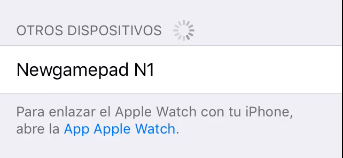 OTROS DISPOSITIVOS
Newgamepad N1
Para enlazar el Apple Watch con tu iPhone,
abre la App Apple Watch.